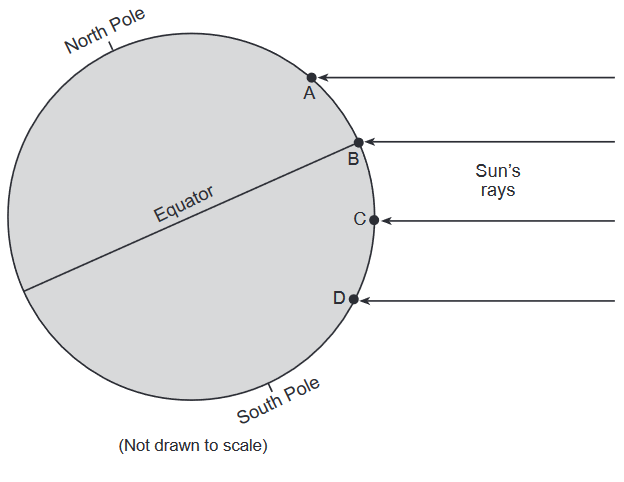 North Pole
A
B
Sun's
rays
Equator
C
D
South Pole
(Not drawn to scale)